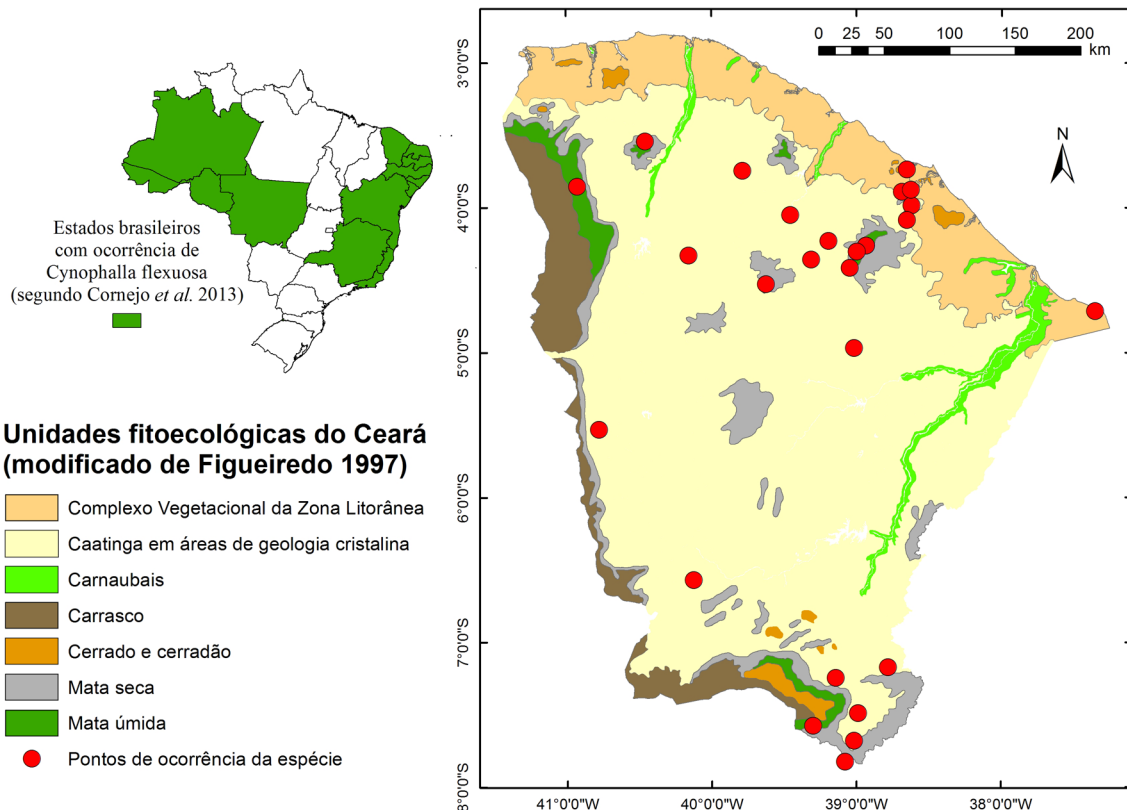 Estados brasileiros
com ocorrência de
Cynophalla flexuosa
(segundo Cornejo et al. 2013)
Unidades fitoecológicas do Ceará
(modificado de Figueiredo 1997)
Complexo Vegetacional da Zona Litorânea
Caatinga em áreas de geologia cristalina
Carnaubais
Carrasco
Cerrado e cerradão
Mata seca
Mata úmida
Pontos de ocorrência da espécie
0 25 50 100 150 200
km
N
3°0'0"S
4°0'0"S
5°0'0"S
6°0'0"S
7°0'0"S
8°0'0"S
41°0'0"W 40°0'0"W 39°0'0"W 38°0'0"W